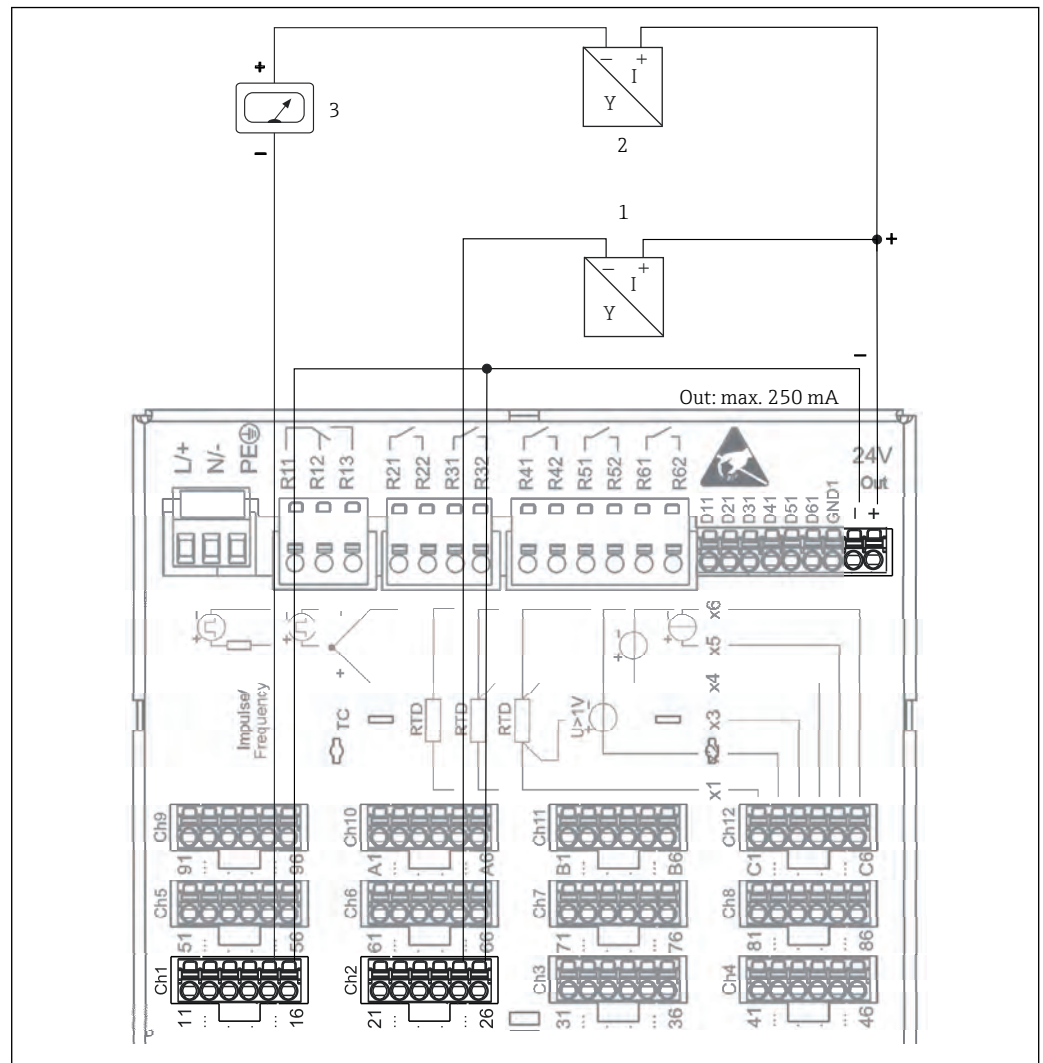 − + I Y
2
+
3
−
1
− + I Y
+
−
Out: max. 250 mA
L/+ N/- PE
R11 R12 R13
R21 R22 R31 R32
R41 R42 R51 R52 R61 R62
D11 D21 D31 D41 D51 D61 GND1
24V
Out
− +
x6
x5
x4
x3
x1
Impulse/
Frequency
TC
RTD
RTD
RTD
U>1V
Ch9
91 ... 96
Ch10
A1 ... A6
Ch11
B1 ... B6
Ch12
C1 ... C6
Ch5
51 ... 56
Ch6
61 ... 66
Ch7
71 ... 76
Ch8
81 ... 86
Ch1
11 ... 16
Ch2
21 ... 26
Ch3
31 ... 36
Ch4
41 ... 46